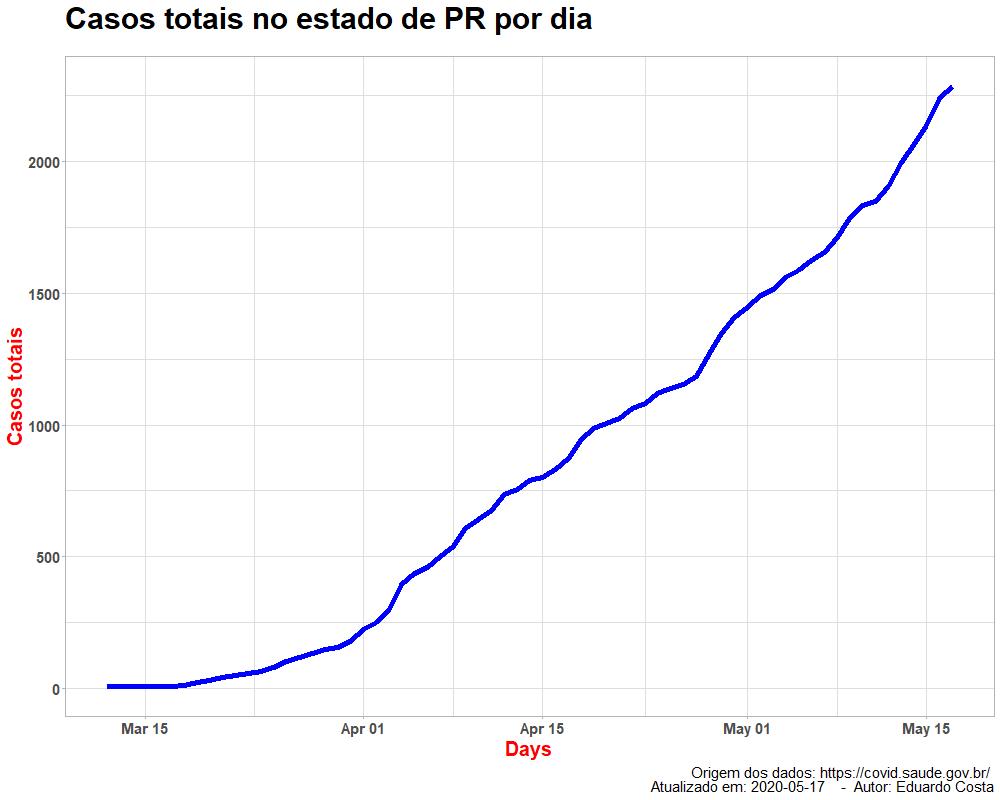 Casos totais no estado de PR por dia
Casos totais
2000
1500
1000
500
0
Mar 15 Apr 01 Apr 15 May 01 May 15
Days
Origem dos dados: https://covid.saude.gov.br/
Atualizado em: 2020-05-17 - Autor: Eduardo Costa